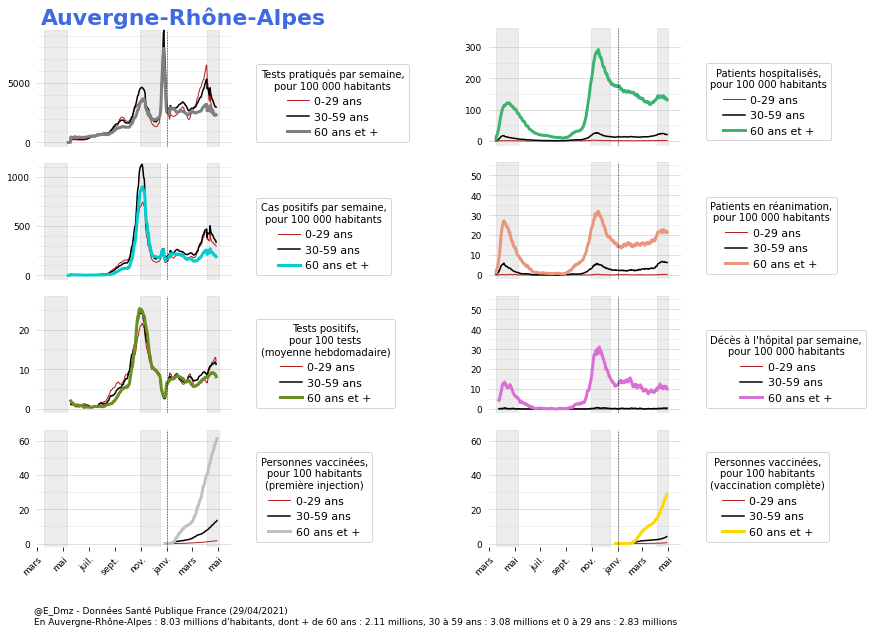 Auvergne-Rhône-Alpes
5000
0
Tests pratiqués par semaine,
pour 100 000 habitants
0-29 ans
30-59 ans
60 ans et +
300
200
100
0
Patients hospitalisés,
pour 100 000 habitants
0-29 ans
30-59 ans
60 ans et +
1000
500
0
Cas positifs par semaine,
pour 100 000 habitants
0-29 ans
30-59 ans
60 ans et +
50
40
30
20
10
0
Patients en réanimation,
pour 100 000 habitants
0-29 ans
30-59 ans
60 ans et +
20
10
0
Tests positifs,
pour 100 tests
(moyenne hebdomadaire)
0-29 ans
30-59 ans
60 ans et +
50
40
30
20
10
0
Décès à l'hôpital par semaine,
pour 100 000 habitants
0-29 ans
30-59 ans
60 ans et +
60
40
20
0
mars
mai
juil.
sept.
nov.
janv.
mars
mai
Personnes vaccinées,
pour 100 habitants
(première injection)
0-29 ans
30-59 ans
60 ans et +
60
40
20
0
mars
mai
juil.
sept.
nov.
janv.
mars
mai
Personnes vaccinées,
pour 100 habitants
(vaccination complète)
0-29 ans
30-59 ans
60 ans et +
@E_Dmz - Données Santé Publique France (29/04/2021)
En Auvergne-Rhône-Alpes : 8.03 millions d'habitants, dont + de 60 ans : 2.11 millions, 30 à 59 ans : 3.08 millions et 0 à 29 ans : 2.83 millions